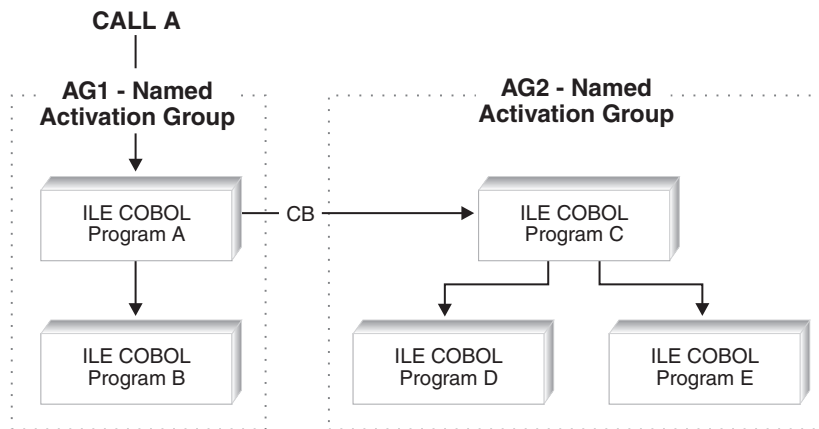 CALL A
AG1 - Named
Activation Group
AG2 - Named
Activation Group
ILE COBOL
Program A
CB
ILE COBOL
Program C
ILE COBOL
Program B
ILE COBOL
Program D
ILE COBOL
Program E